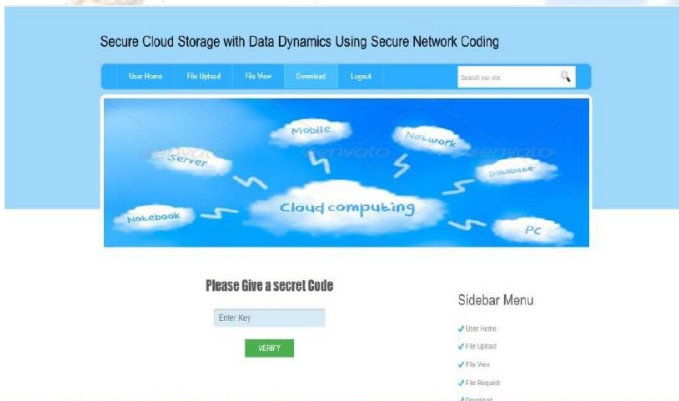 Secure Cloud Storage with Data Dynamics Using Secure Network Coding
User Home File Upload File View Download Logout Search our site
Mobile
Network
Server
Database
Cloud computing
Notebook
PC
Please Give a secret Code
Enter Key
VERIFY
Sidebar Menu
User Home
File Upload
File View
File Request
Download